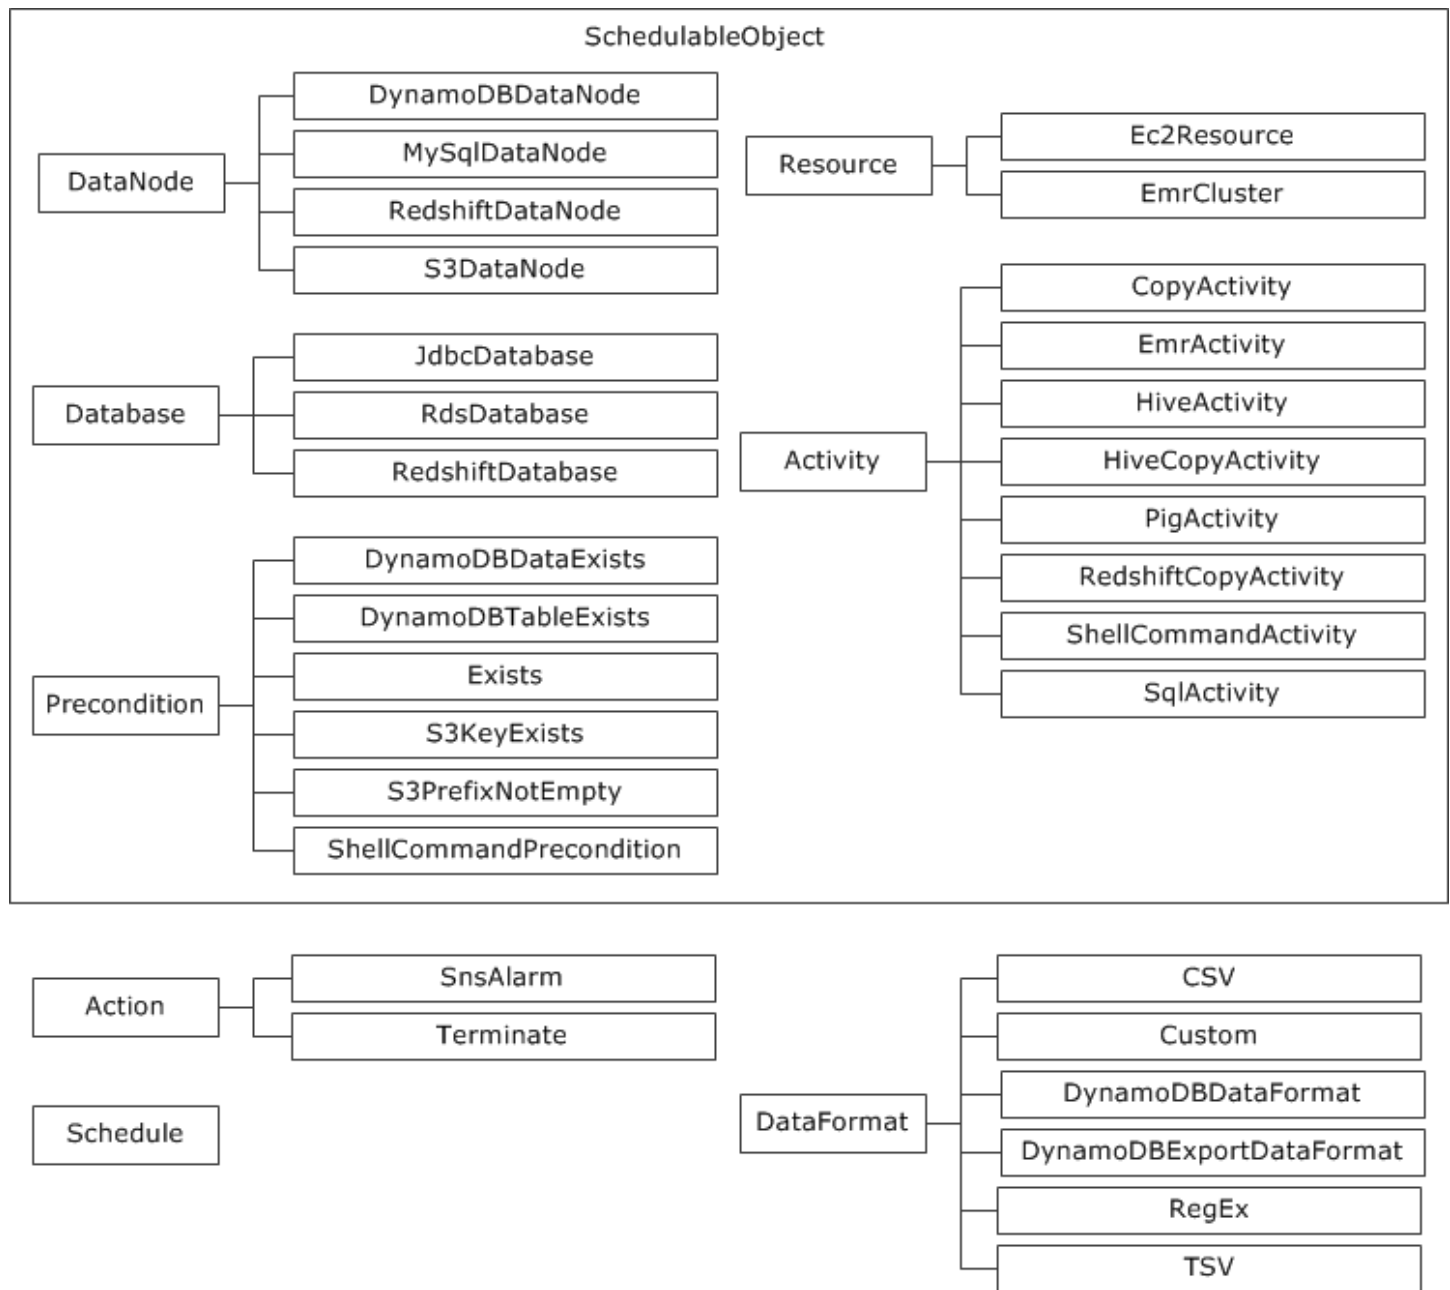 SchedulableObject
DataNode
DynamoDBDataNode
MySqlDataNode
RedshiftDataNode
S3DataNode
Database
JdbcDatabase
RdsDatabase
RedshiftDatabase
Precondition
DynamoDBDataExists
DynamoDBTableExists
Exists
S3KeyExists
S3PrefixNotEmpty
ShellCommandPrecondition
Resource
Ec2Resource
EmrCluster
Activity
CopyActivity
EmrActivity
HiveActivity
HiveCopyActivity
PigActivity
RedshiftCopyActivity
ShellCommandActivity
SqlActivity
Action
SnsAlarm
Terminate
Schedule
DataFormat
CSV
Custom
DynamoDBDataFormat
DynamoDBExportDataFormat
RegEx
TSV